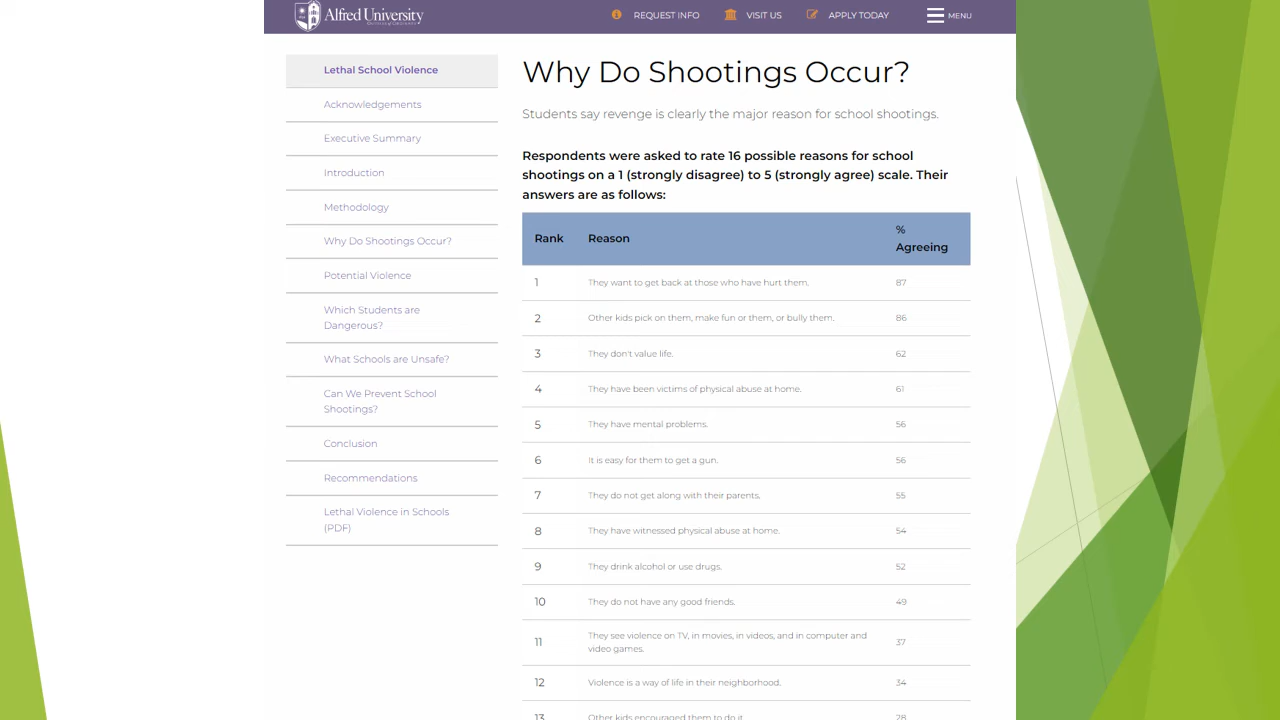 Alfred University
REQUEST INFO
VISIT US
APPLY TODAY
MENU
Lethal School Violence
Acknowledgements
Executive Summary
Introduction
Methodology
Why Do Shootings Occur?
Potential Violence
Which Students are
Dangerous?
What Schools are Unsafe?
Can We Prevent School
Shootings?
Conclusion
Recommendations
Lethal Violence in Schools
(PDF)
Why Do Shootings Occur?
Students say revenge is clearly the major reason for school shootings.
Respondents were asked to rate 16 possible reasons for school
shootings on a 1 (strongly disagree) to 5 (strongly agree) scale. Their
answers are as follows:
Rank Reason % Agreeing
1 They want to get back at those who have hurt them. 87
2 Other kids pick on them, make fun or them, or bully them. 86
3 They don't value life. 62
4 They have been victims of physical abuse at home. 61
5 They have mental problems. 56
6 It is easy for them to get a gun. 56
7 They do not get along with their parents. 55
8 They have witnessed physical abuse at home. 54
9 They drink alcohol or use drugs. 52
10 They do not have any good friends. 49
11 They see violence on TV, in movies, in videos, and in computer and
video games. 37
12 Violence is a way of life in their neighborhood. 34
13 Other kids encouraged them to do it. 28